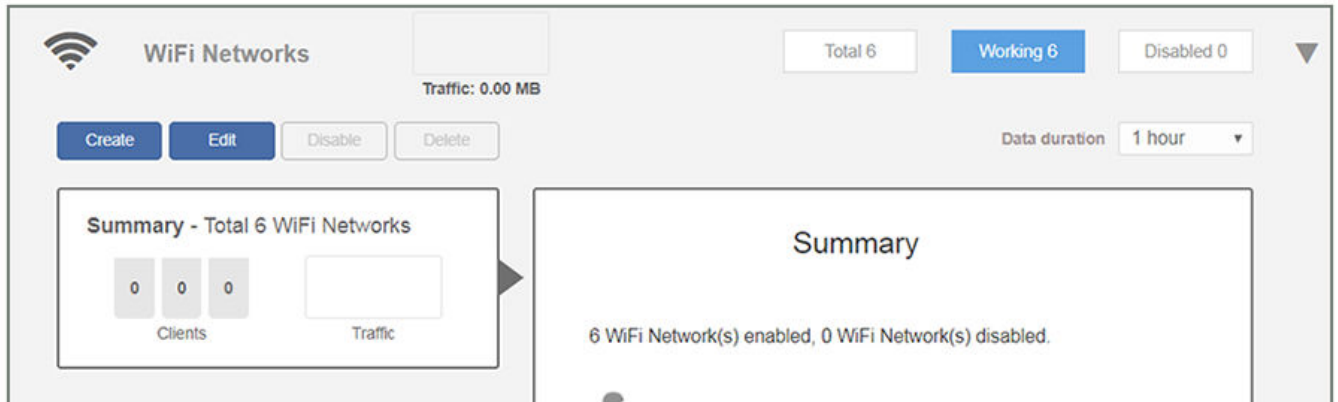 WiFi Networks
Traffic: 0.00 MB
Total 6
Working 6
Disabled 0
Create
Edit
Disable
Delete
Data duration
1 hour
Summary - Total 6 WiFi Networks
0 0 0
Clients
Traffic
Summary
6 WiFi Network(s) enabled, 0 WiFi Network(s) disabled.